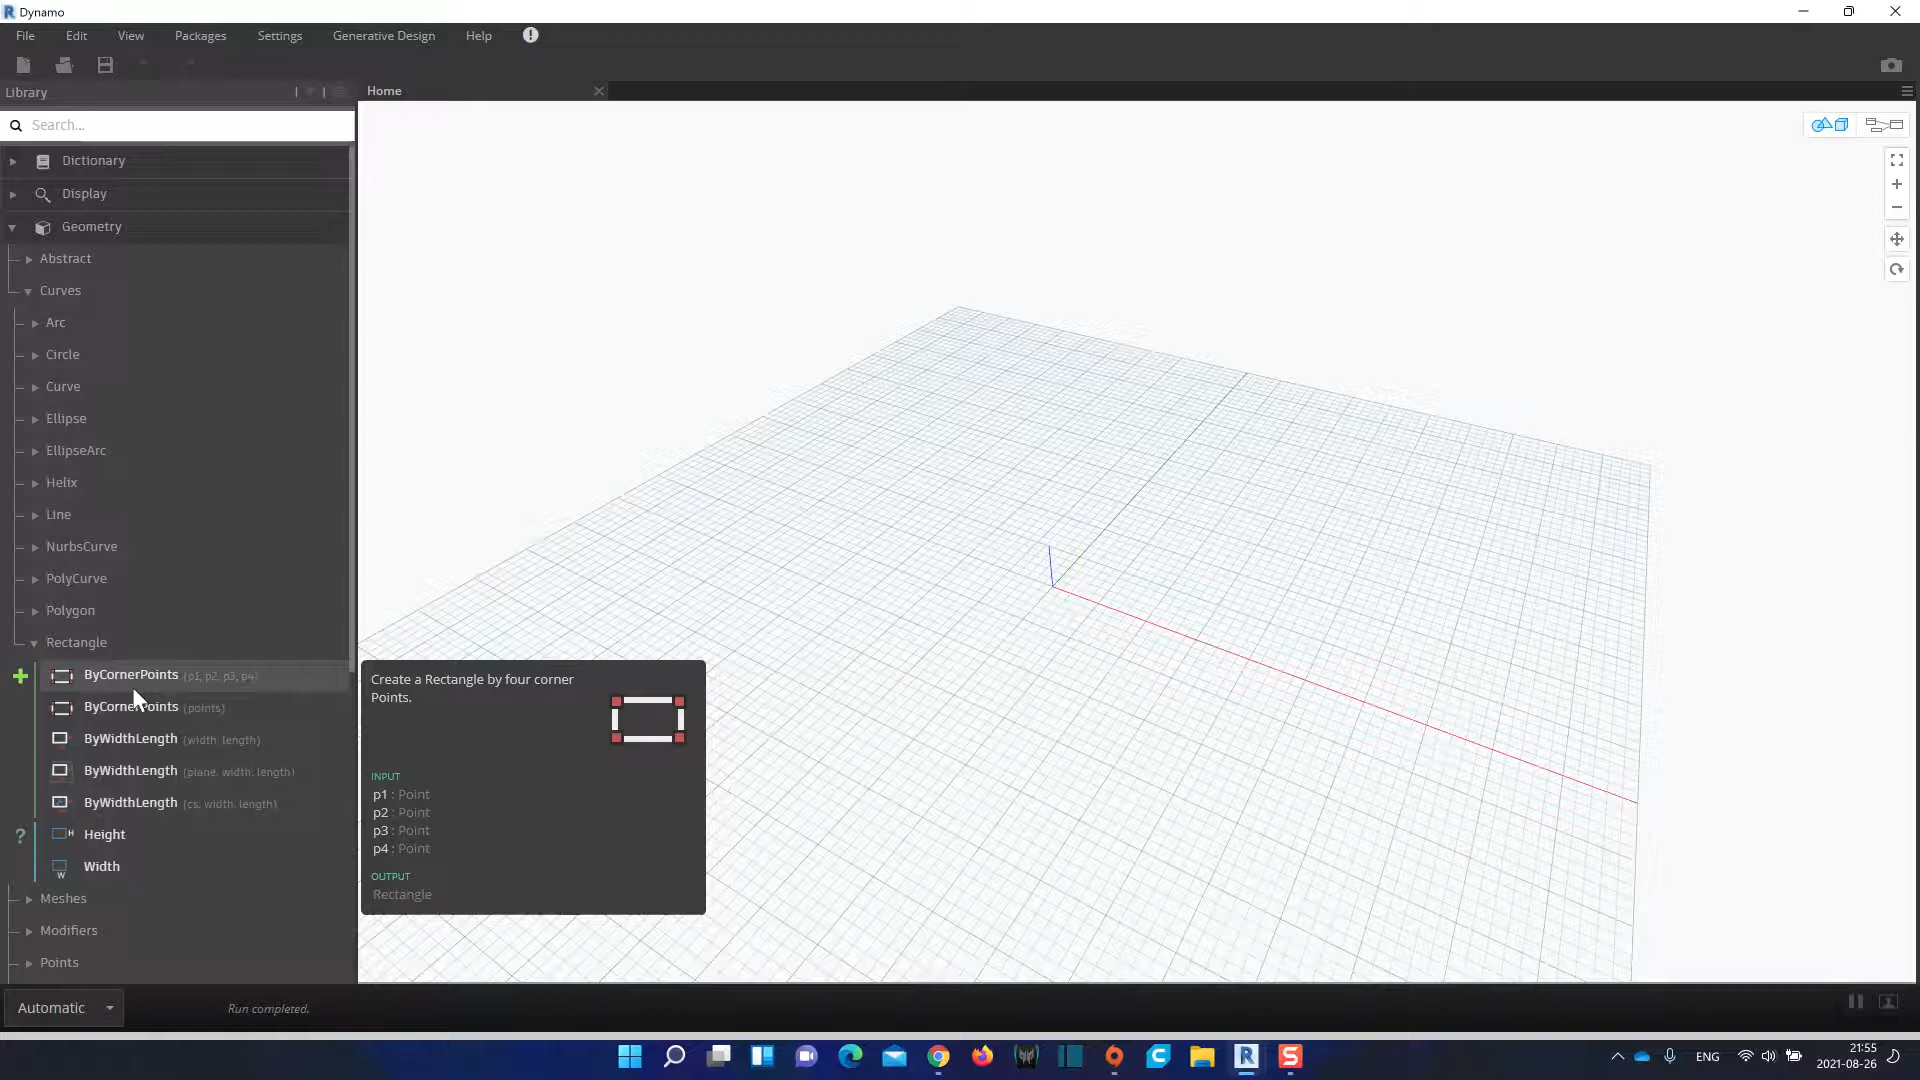 Dynamo
File Edit View Packages Settings Generative Design Help
Library
Home
Search...
Dictionary
Display
Geometry
Abstract
Curves
Arc
Circle
Curve
Ellipse
EllipseArc
Helix
Line
NurbsCurve
PolyCurve
Polygon
Rectangle
ByCornerPoints (p1, p2, p3, p4)
ByCornerPoints (points)
ByWidthLength (width, length)
ByWidthLength (plane, width, length)
ByWidthLength (cs, width, length)
Height
Width
Meshes
Modifiers
Points
Create a Rectangle by four corner
Points.
INPUT
p1 : Point
p2 : Point
p3 : Point
p4 : Point
OUTPUT
Rectangle
Automatic
Run completed.
ENG
21:55
2021-08-26